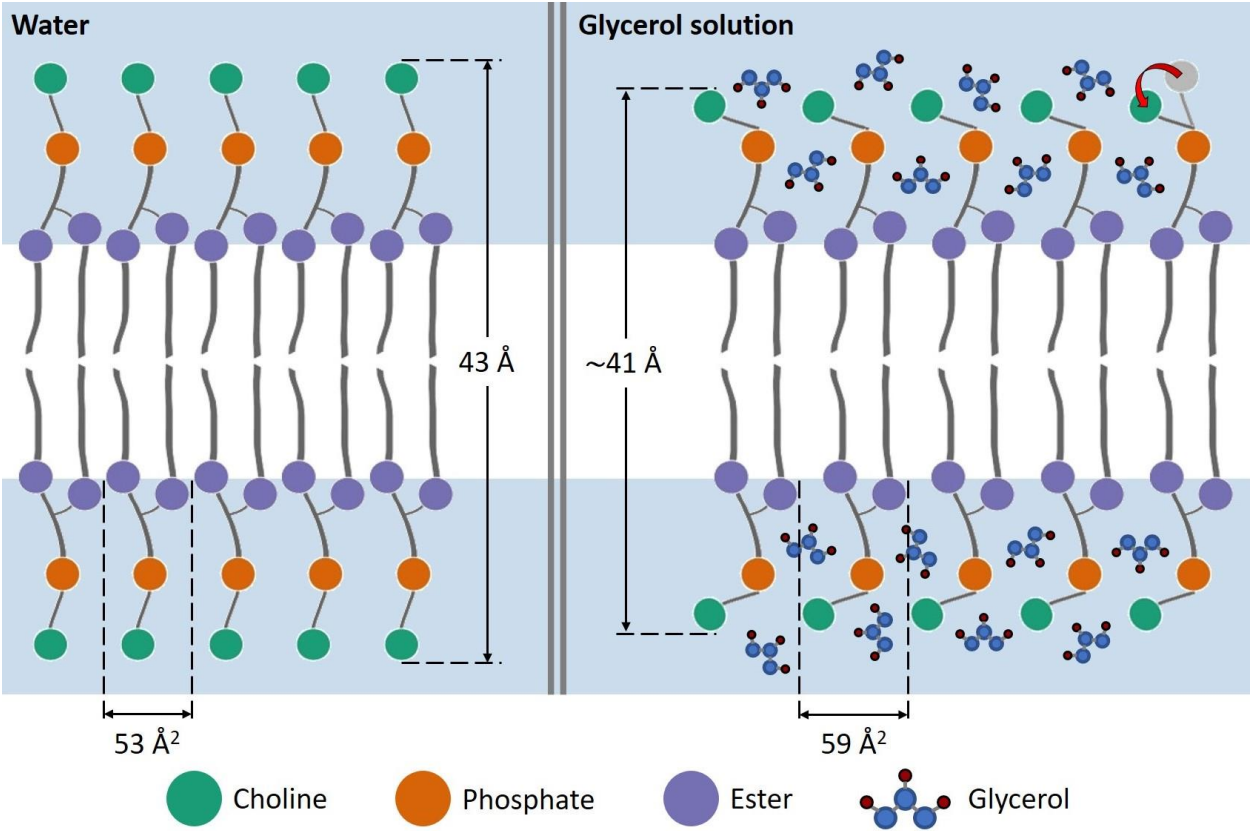 Water
Glycerol solution
43 Å
~41 Å
53 Å²
59 Å²
Choline
Phosphate
Ester
Glycerol